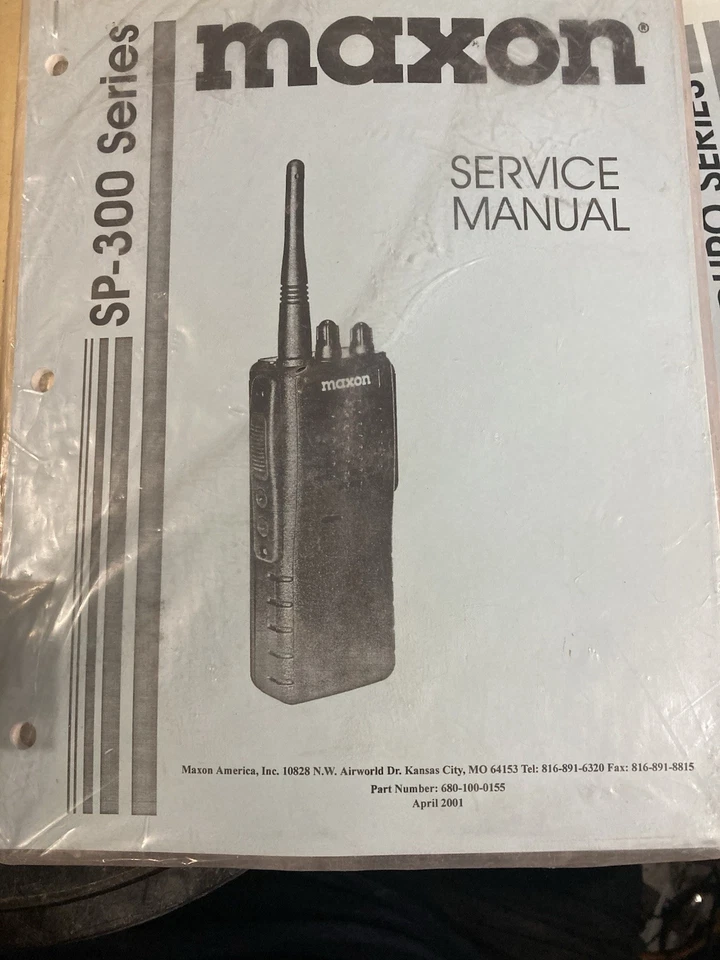 maxon®
SP-300 Series
SERVICE
MANUAL
maxon
Maxon America, Inc. 10828 N.W. Airworld Dr. Kansas City, MO 64153 Tel: 816-891-6320 Fax: 816-891-8815
Part Number: 680-100-0155
April 2001
SERIES